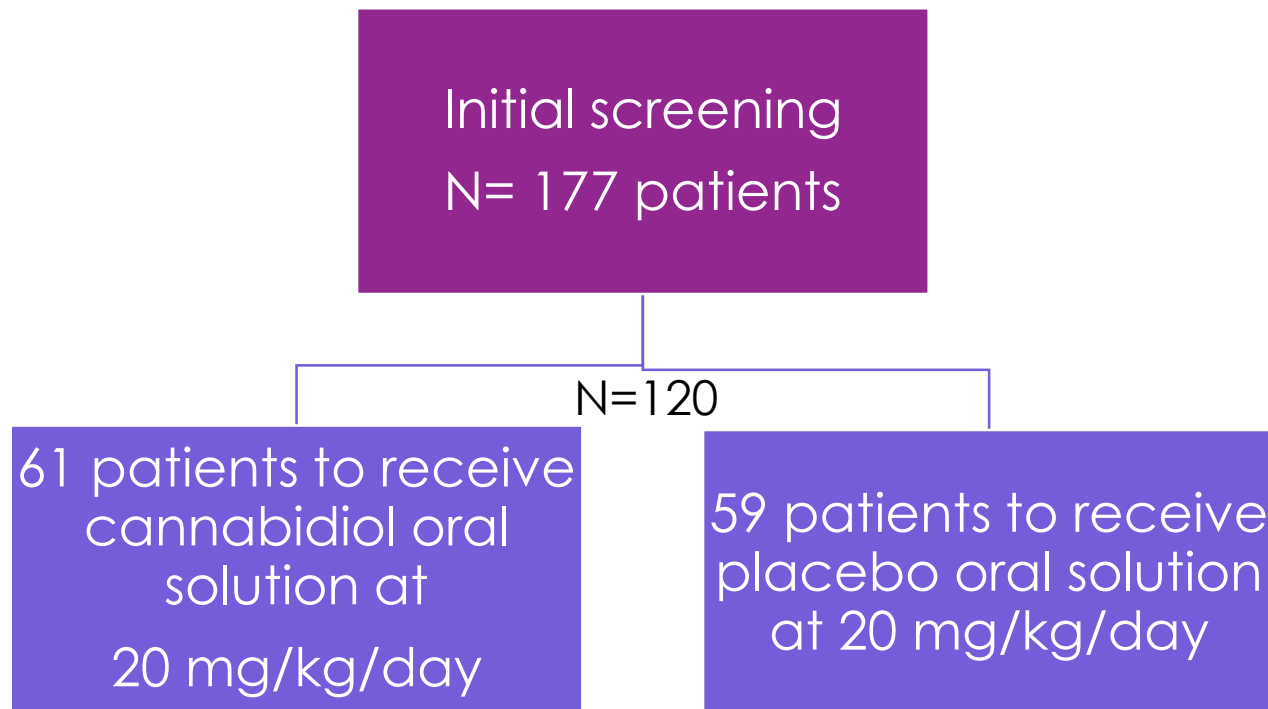 Initial screening
N= 177 patients
N=120
61 patients to receive
cannabidiol oral
solution at
20 mg/kg/day
59 patients to receive
placebo oral solution
at 20 mg/kg/day